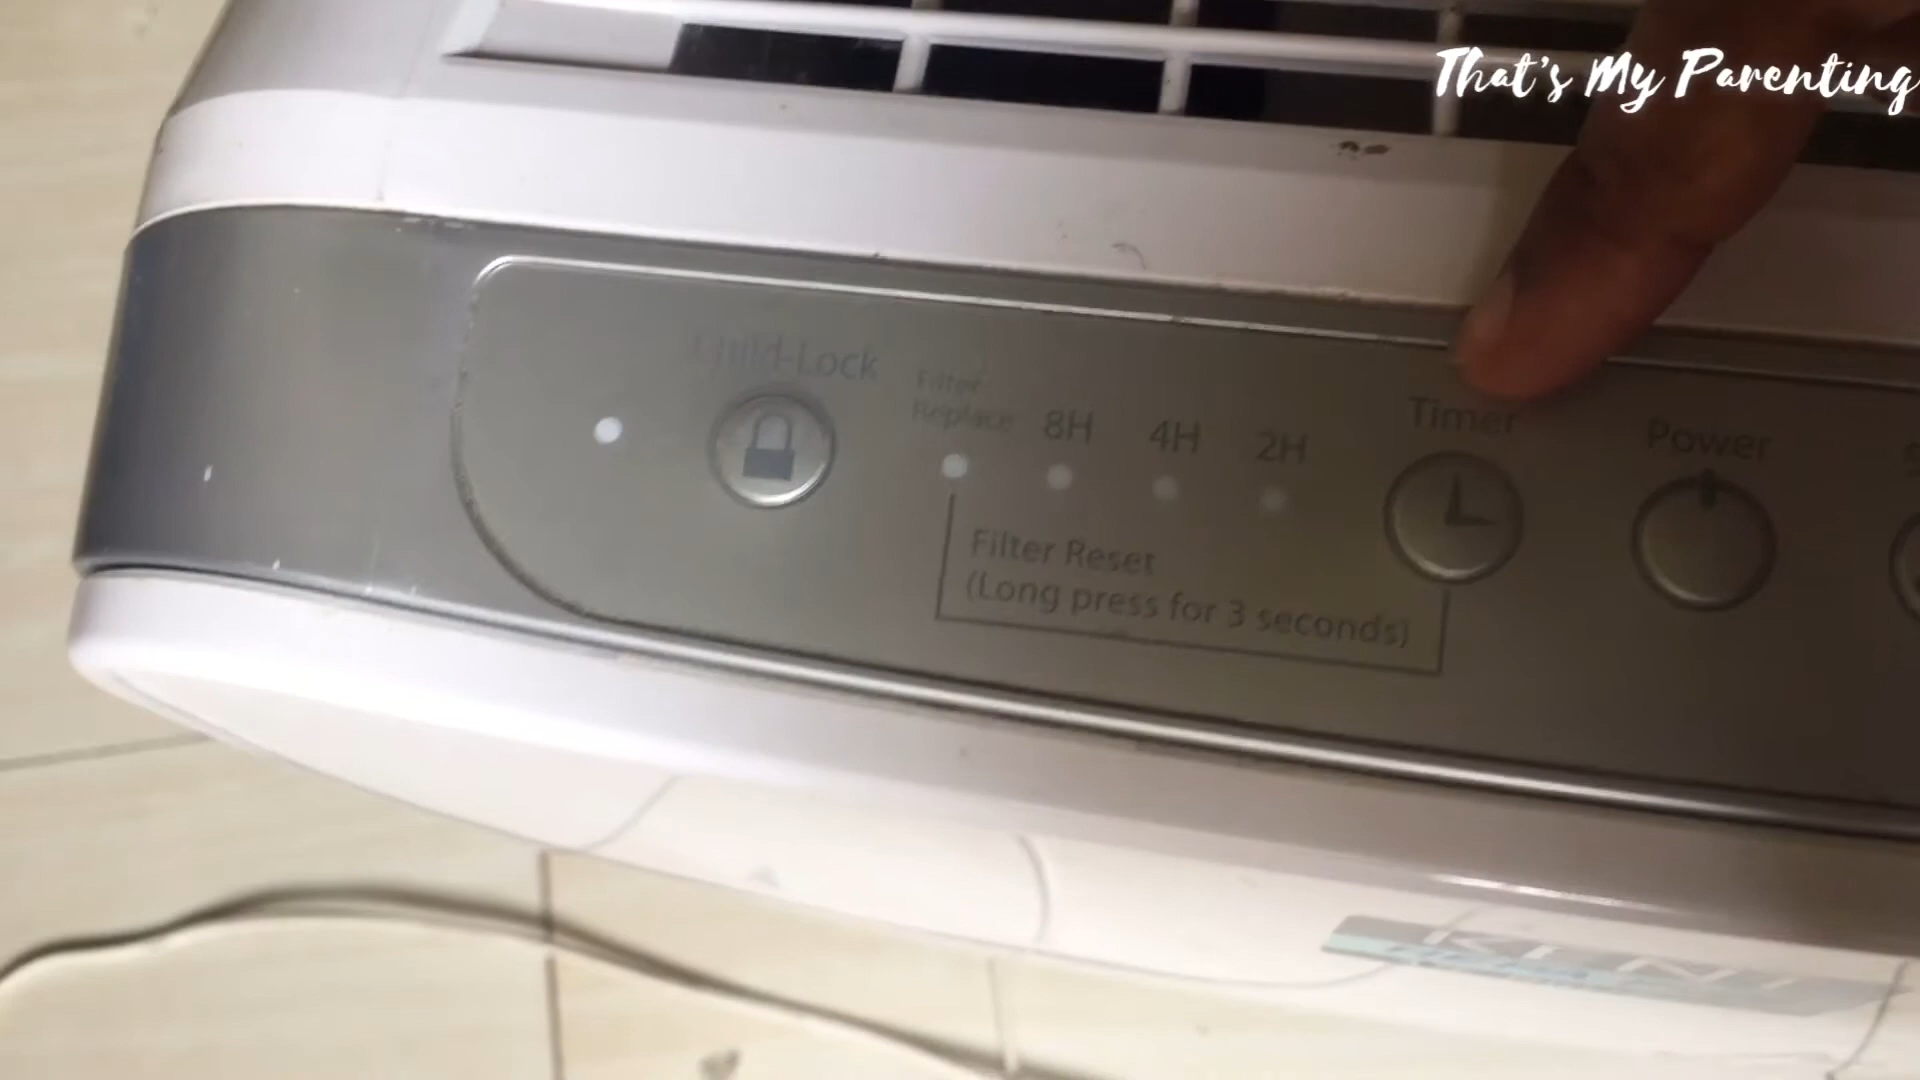 That's My Parenting
Child-Lock
Filter
Replace
8H
4H
2H
Timer
Power
Filter Reset
(Long press for 3 seconds)
KENT